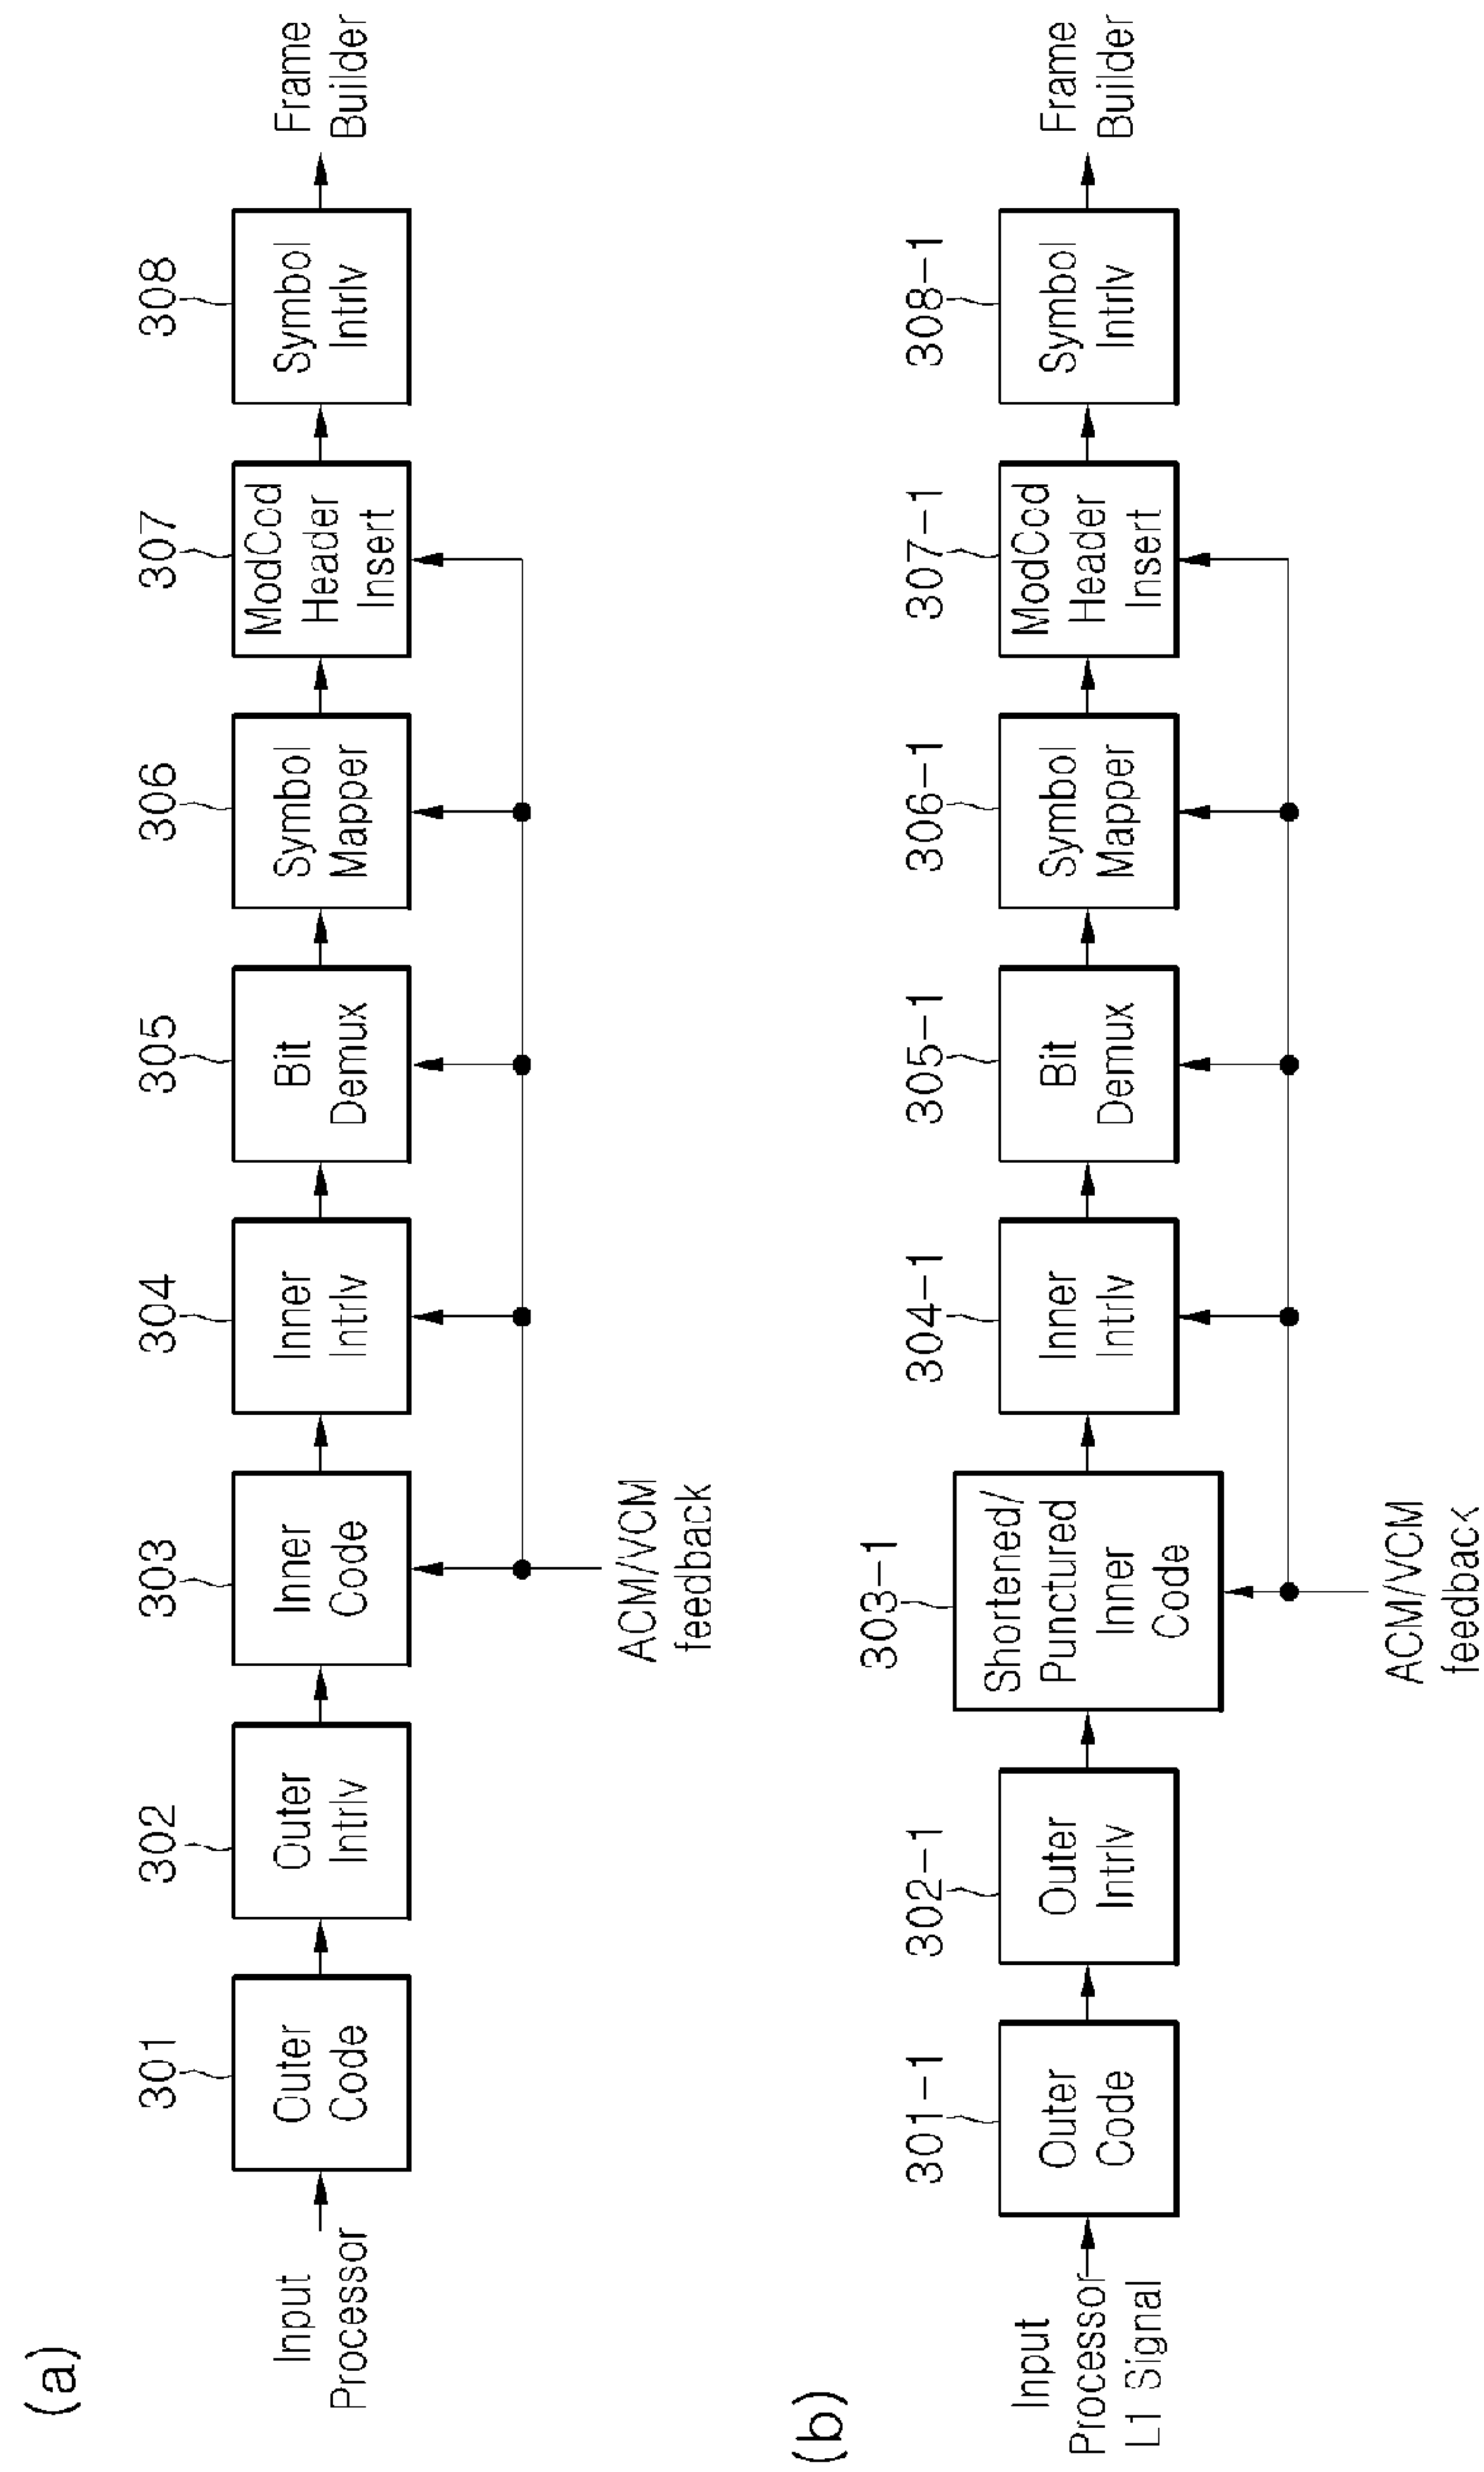 (a)
Input
Processor
301
Outer
Code
302
Outer
Intrlv
303
Inner
Code
304
Inner
Intrlv
305
Bit
Demux
306
Symbol
Mapper
307
ModCod
Header
Insert
308
Symbol
Intrlv
Frame
Builder
ACM/VCM
feedback
(b)
Input
Processor
L1 Signal
301-1
Outer
Code
302-1
Outer
Intrlv
303-1
Shortened/
Punctured
Inner
Code
304-1
Inner
Intrlv
305-1
Bit
Demux
306-1
Symbol
Mapper
307-1
ModCod
Header
Insert
308-1
Symbol
Intrlv
Frame
Builder
ACM/VCM
feedback